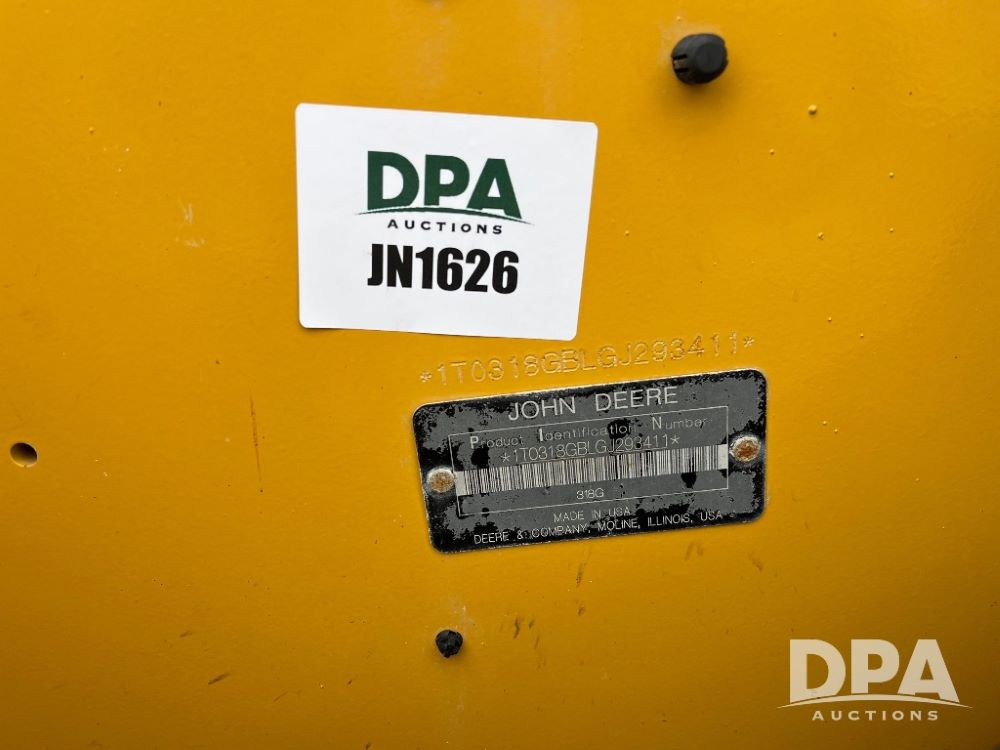 DPA
AUCTIONS
JN1626
*1T0318GBLGJ293411*
JOHN DEERE
Product Identification Number
*1T0318GBLGJ293411*
318G
MADE IN USA
DEERE & COMPANY, MOLINE, ILLINOIS, USA
DPA
AUCTIONS